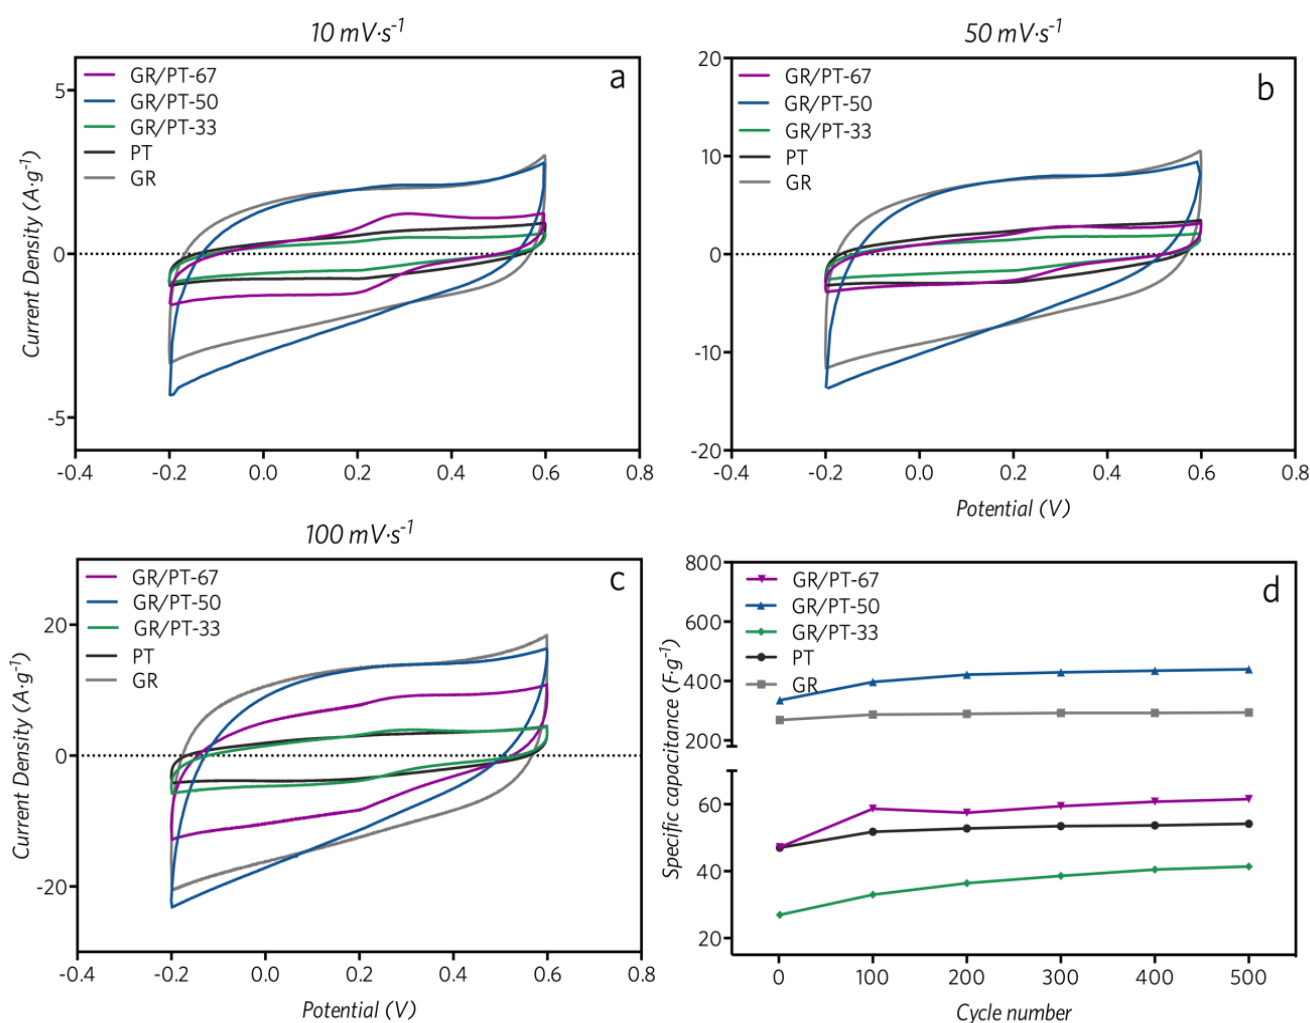 10 mV·s-1
a
GR/PT-67
GR/PT-50
GR/PT-33
PT
GR
Current Density (A·g-1)
5
0
-5
-0.4 -0.2 0.0 0.2 0.4 0.6 0.8
50 mV·s-1
b
GR/PT-67
GR/PT-50
GR/PT-33
PT
GR
20
10
0
-10
-20
-0.4 -0.2 0.0 0.2 0.4 0.6 0.8
Potential (V)
100 mV·s-1
c
GR/PT-67
GR/PT-50
GR/PT-33
PT
GR
Current Density (A·g-1)
20
0
-20
-0.4 -0.2 0.0 0.2 0.4 0.6 0.8
Potential (V)
d
GR/PT-67
GR/PT-50
GR/PT-33
PT
GR
Specific capacitance (F·g-1)
800
600
400
200
60
40
20
0 100 200 300 400 500
Cycle number